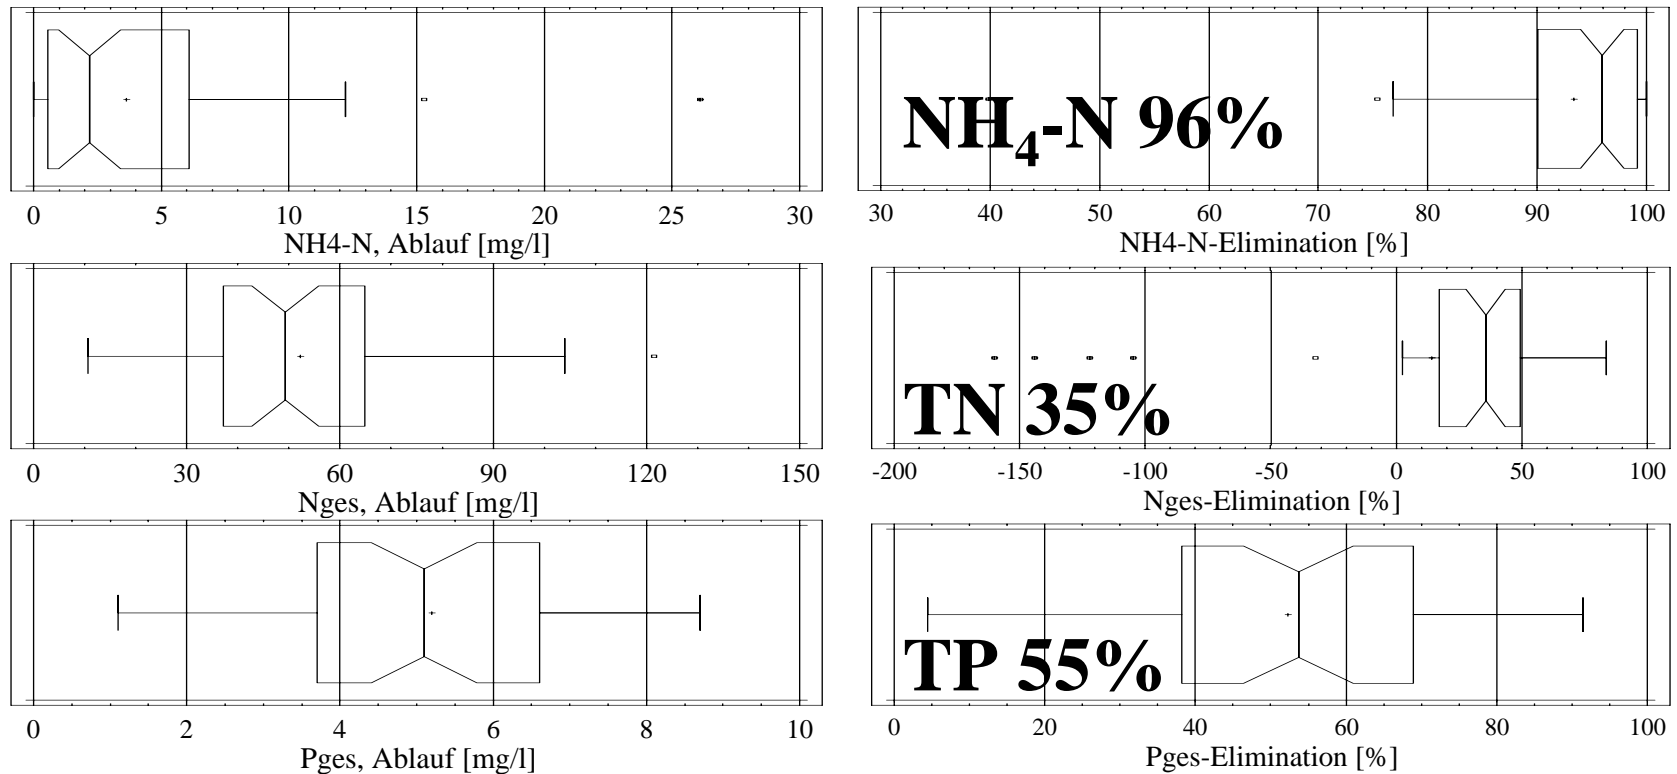 NH₄-N 96%
0 5 10 15 20 25 30
NH4-N, Ablauf [mg/l]
30 40 50 60 70 80 90 100
NH4-N-Elimination [%]
TN 35%
0 30 60 90 120 150
Nges, Ablauf [mg/l]
-200 -150 -100 -50 0 50 100
Nges-Elimination [%]
TP 55%
0 2 4 6 8 10
Pges, Ablauf [mg/l]
0 20 40 60 80 100
Pges-Elimination [%]